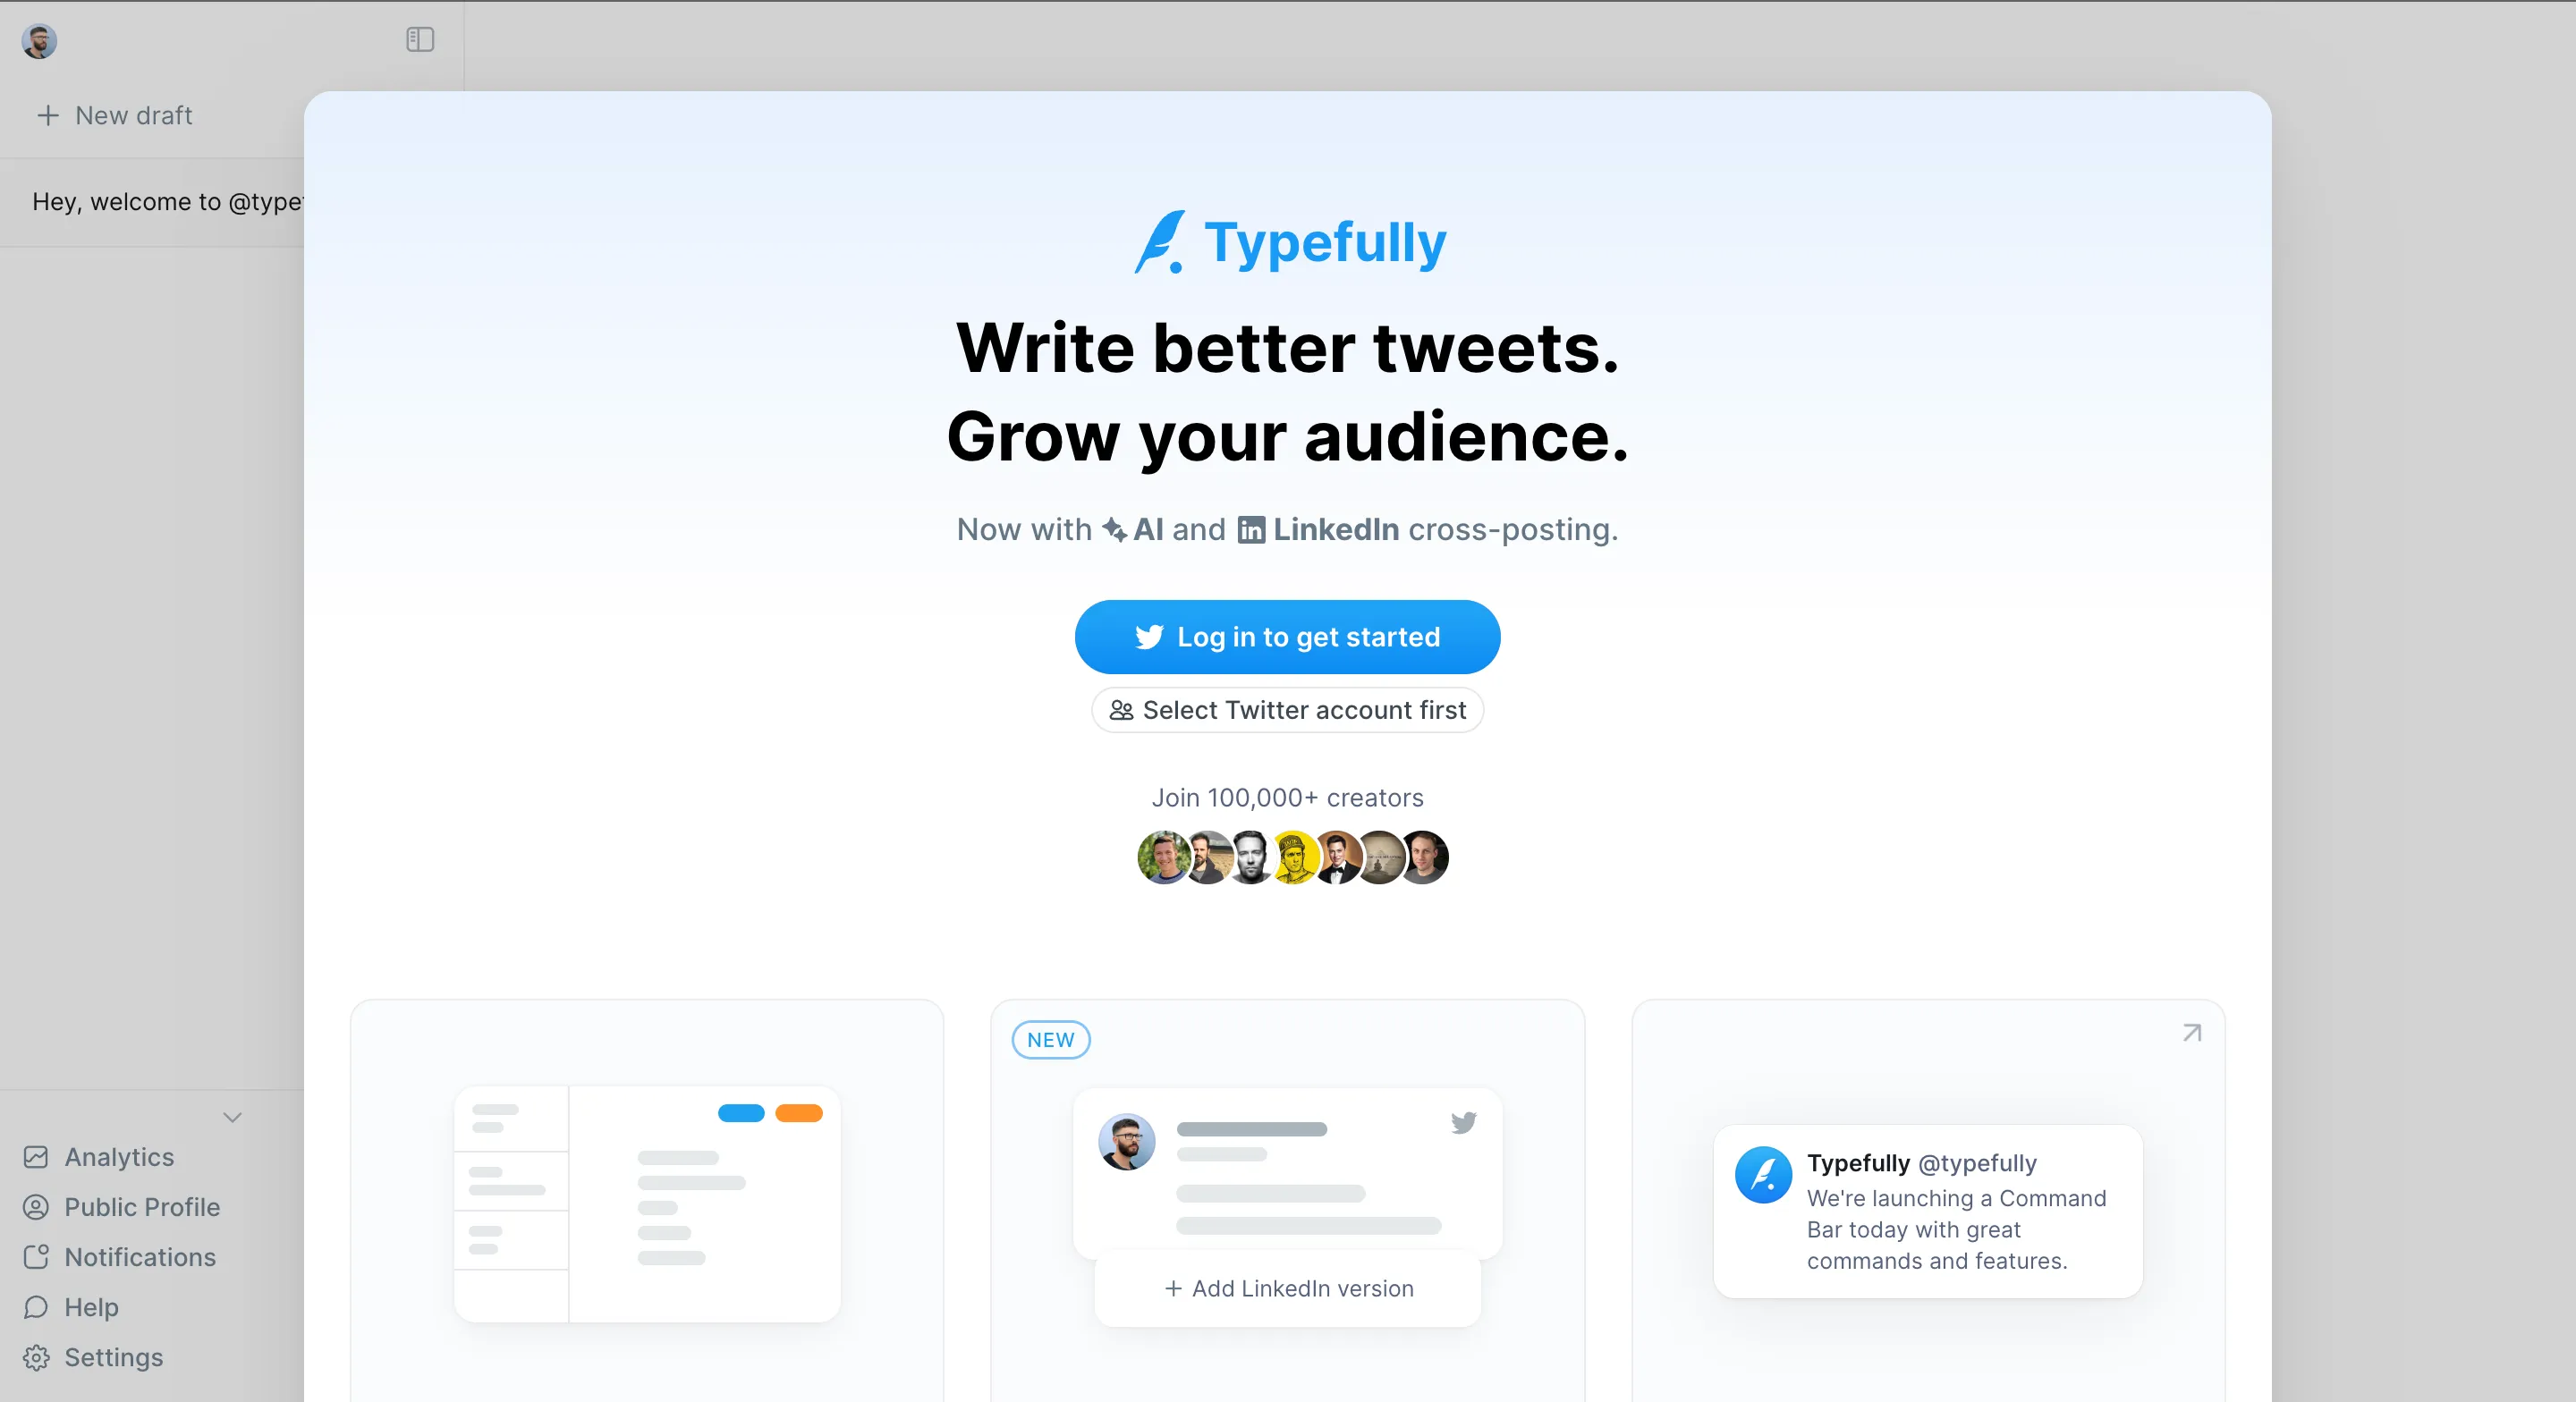 New draft
Hey, welcome to @type
Typefully
Write better tweets.
Grow your audience.
Now with AI and LinkedIn cross-posting.
Log in to get started
Select Twitter account first
Join 100,000+ creators
NEW
Add LinkedIn version
Typefully @typefully
We're launching a Command
Bar today with great
commands and features.
Analytics
Public Profile
Notifications
Help
Settings